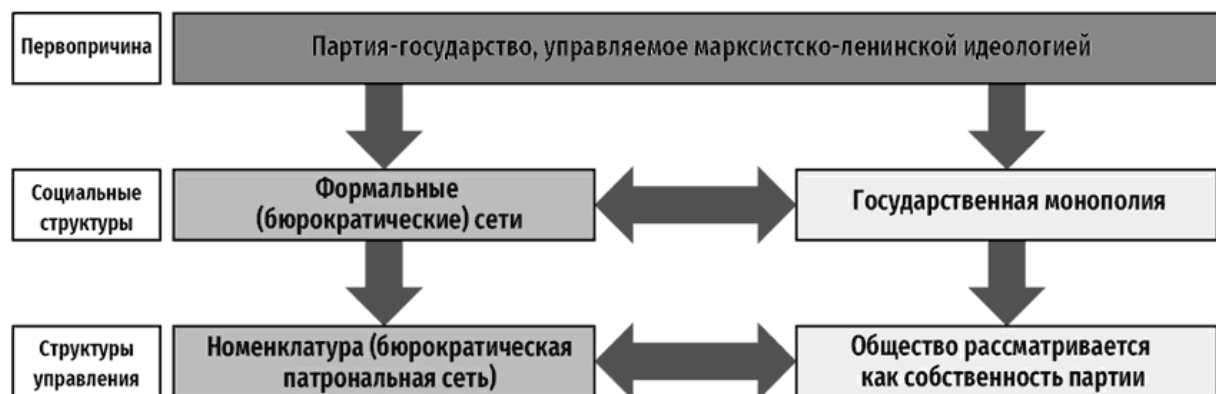 Первопричина
Партия-государство, управляемое марксистско-ленинской идеологией
Социальные
структуры
Формальные
(бюрократические) сети
Государственная монополия
Структуры
управления
Номенклатура (бюрократическая
патрональная сеть)
Общество рассматривается
как собственность партии